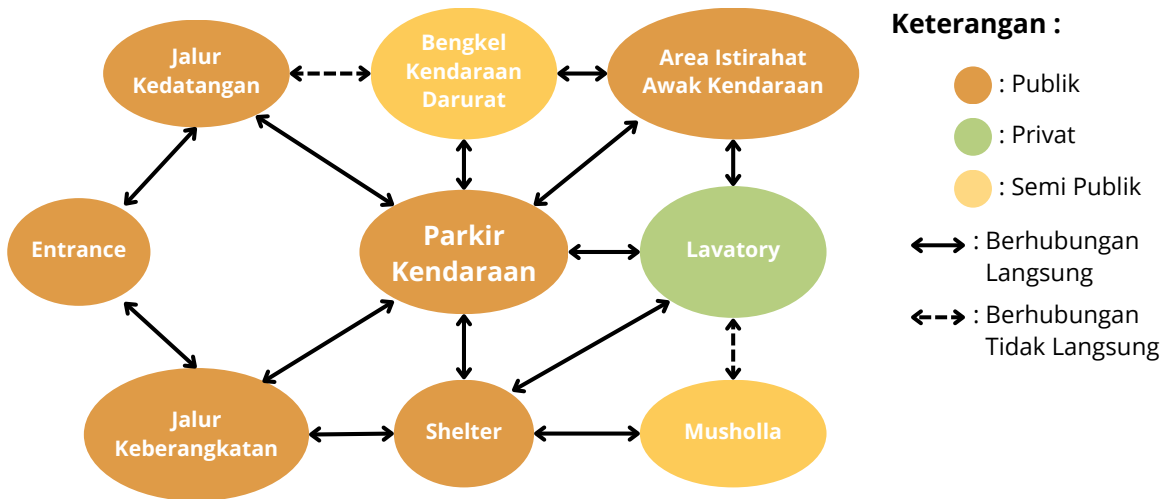 Jalur
Kedatangan
Bengkel
Kendaraan
Darurat
Area Istirahat
Awak Kendaraan
Entrance
Parkir
Kendaraan
Lavatory
Jalur
Keberangkatan
Shelter
Musholla
Keterangan :
: Publik
: Privat
: Semi Publik
: Berhubungan
Langsung
: Berhubungan
Tidak Langsung